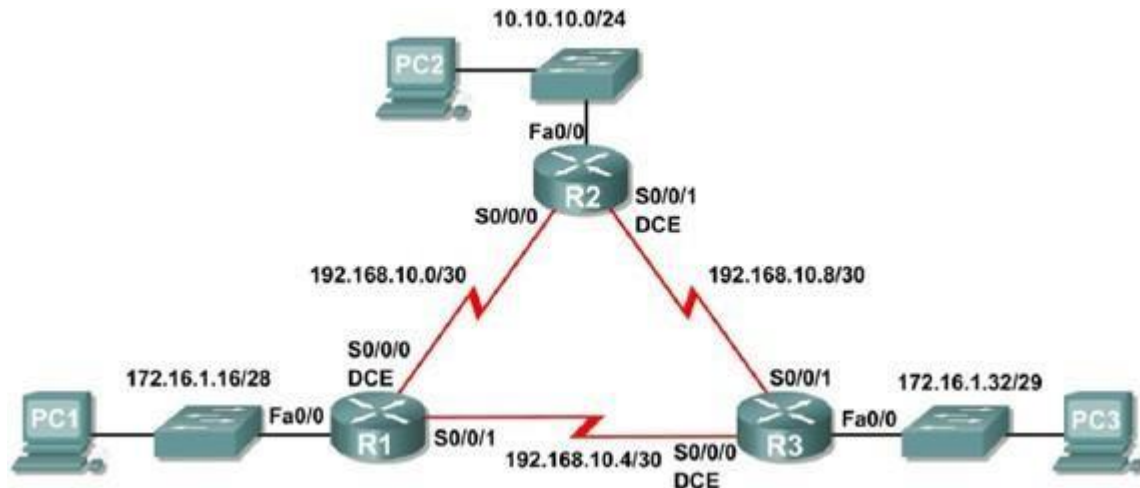 10.10.10.0/24
PC2
Fa0/0
R2
S0/0/0
S0/0/1
DCE
192.168.10.0/30
192.168.10.8/30
S0/0/0
DCE
172.16.1.16/28
PC1
Fa0/0
R1
S0/0/1
192.168.10.4/30
S0/0/0
DCE
S0/0/1
R3
Fa0/0
172.16.1.32/29
PC3